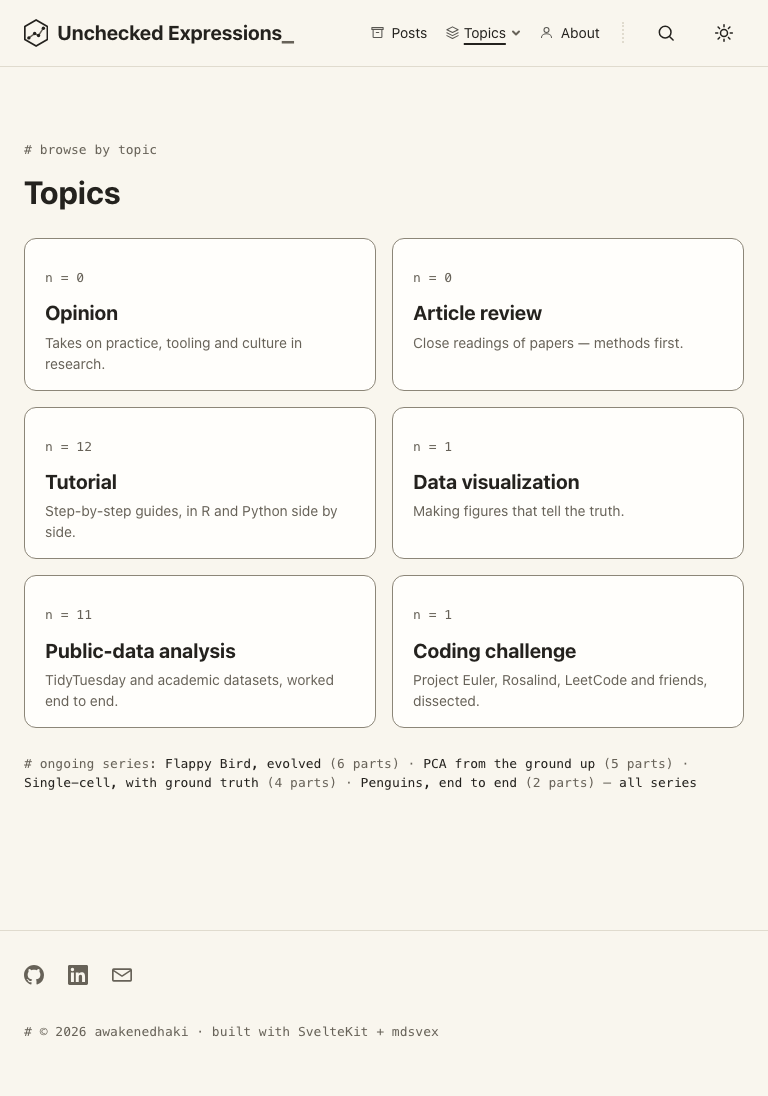 Unchecked Expressions_
Posts
Topics
About
# browse by topic
Topics
n = 0
Opinion
Takes on practice, tooling and culture in
research.
n = 0
Article review
Close readings of papers — methods first.
n = 12
Tutorial
Step-by-step guides, in R and Python side by
side.
n = 1
Data visualization
Making figures that tell the truth.
n = 11
Public-data analysis
TidyTuesday and academic datasets, worked
end to end.
n = 1
Coding challenge
Project Euler, Rosalind, LeetCode and friends,
dissected.
# ongoing series: Flappy Bird, evolved (6 parts) · PCA from the ground up (5 parts) ·
Single-cell, with ground truth (4 parts) · Penguins, end to end (2 parts) — all series
# © 2026 awakenedhaki · built with SvelteKit + mdsvex